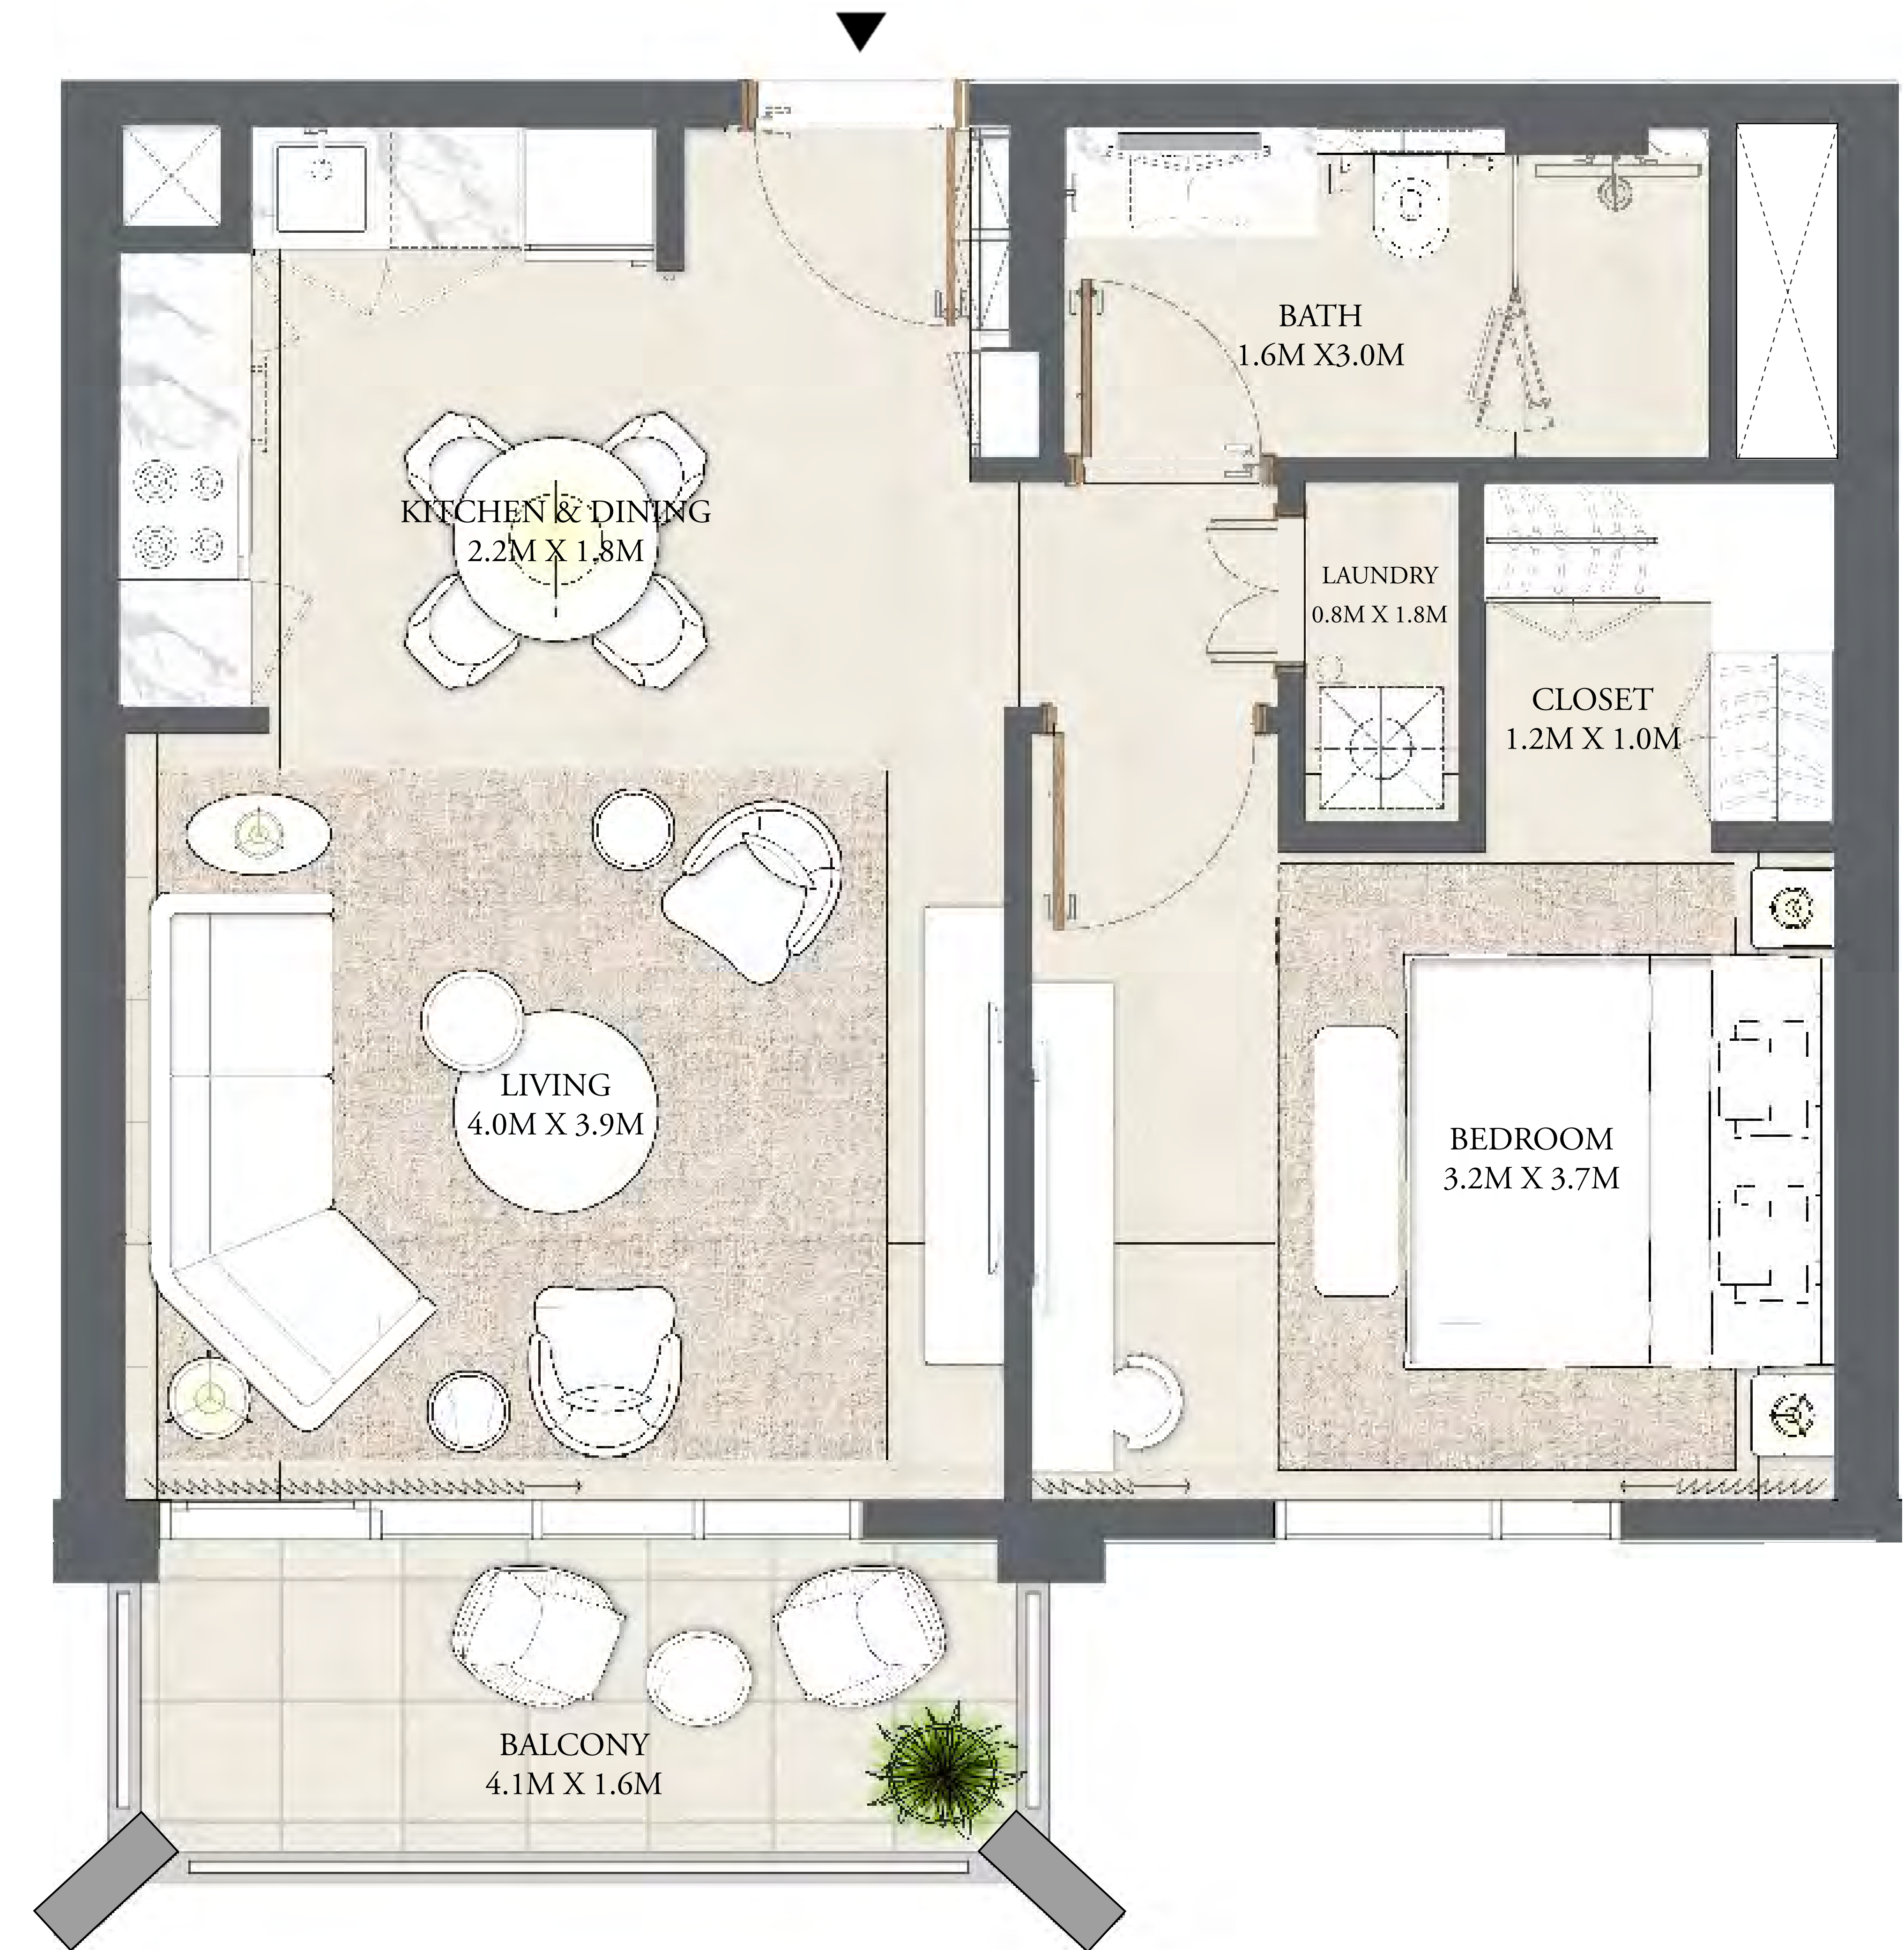 BATH
1.6M X3.0M
KITCHEN & DINING
2.2M X 1.8M
LAUNDRY
0.8M X 1.8M
CLOSET
1.2M X 1.0M
LIVING
4.0M X 3.9M
BEDROOM
3.2M X 3.7M
BALCONY
4.1M X 1.6M